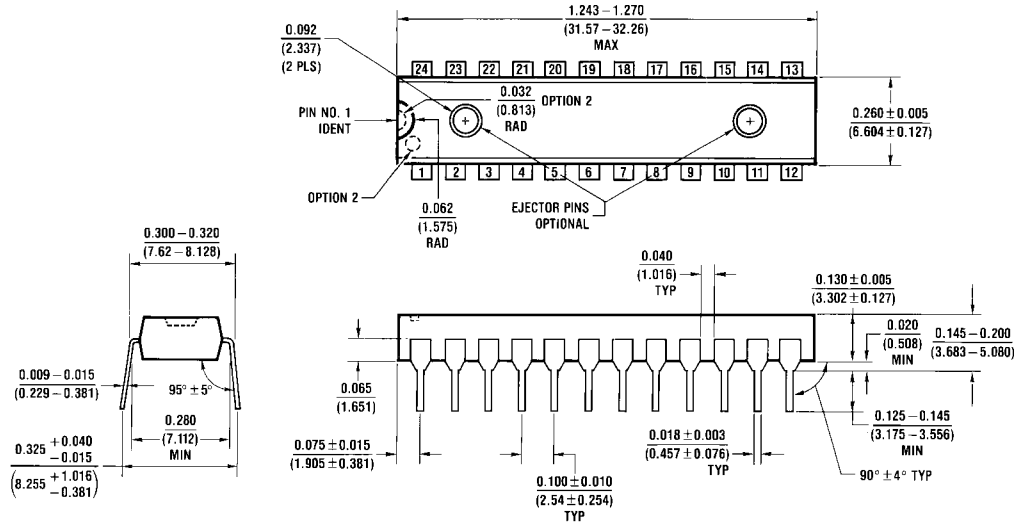 1.243 – 1.270
(31.57 – 32.26)
MAX
0.092
(2.337)
(2 PLS)
24 23 22 21 20 19 18 17 16 15 14 13
0.032
(0.813)
RAD
OPTION 2
PIN NO. 1
IDENT
0.260 ± 0.005
(6.604 ± 0.127)
1 2 3 4 5 6 7 8 9 10 11 12
OPTION 2
0.062
(1.575)
RAD
EJECTOR PINS
OPTIONAL
0.300 – 0.320
(7.62 – 8.128)
0.040
(1.016)
TYP
0.130 ± 0.005
(3.302 ± 0.127)
0.020
(0.508)
MIN
0.145 – 0.200
(3.683 – 5.080)
0.009 – 0.015
(0.229 – 0.381)
95° ± 5°
0.280
(7.112)
MIN
0.065
(1.651)
0.125 – 0.145
(3.175 – 3.556)
MIN
0.325 + 0.040
– 0.015
(8.255 + 1.016
– 0.381)
0.075 ± 0.015
(1.905 ± 0.381)
0.018 ± 0.003
(0.457 ± 0.076)
TYP
90° ± 4° TYP
0.100 ± 0.010
(2.54 ± 0.254)
TYP